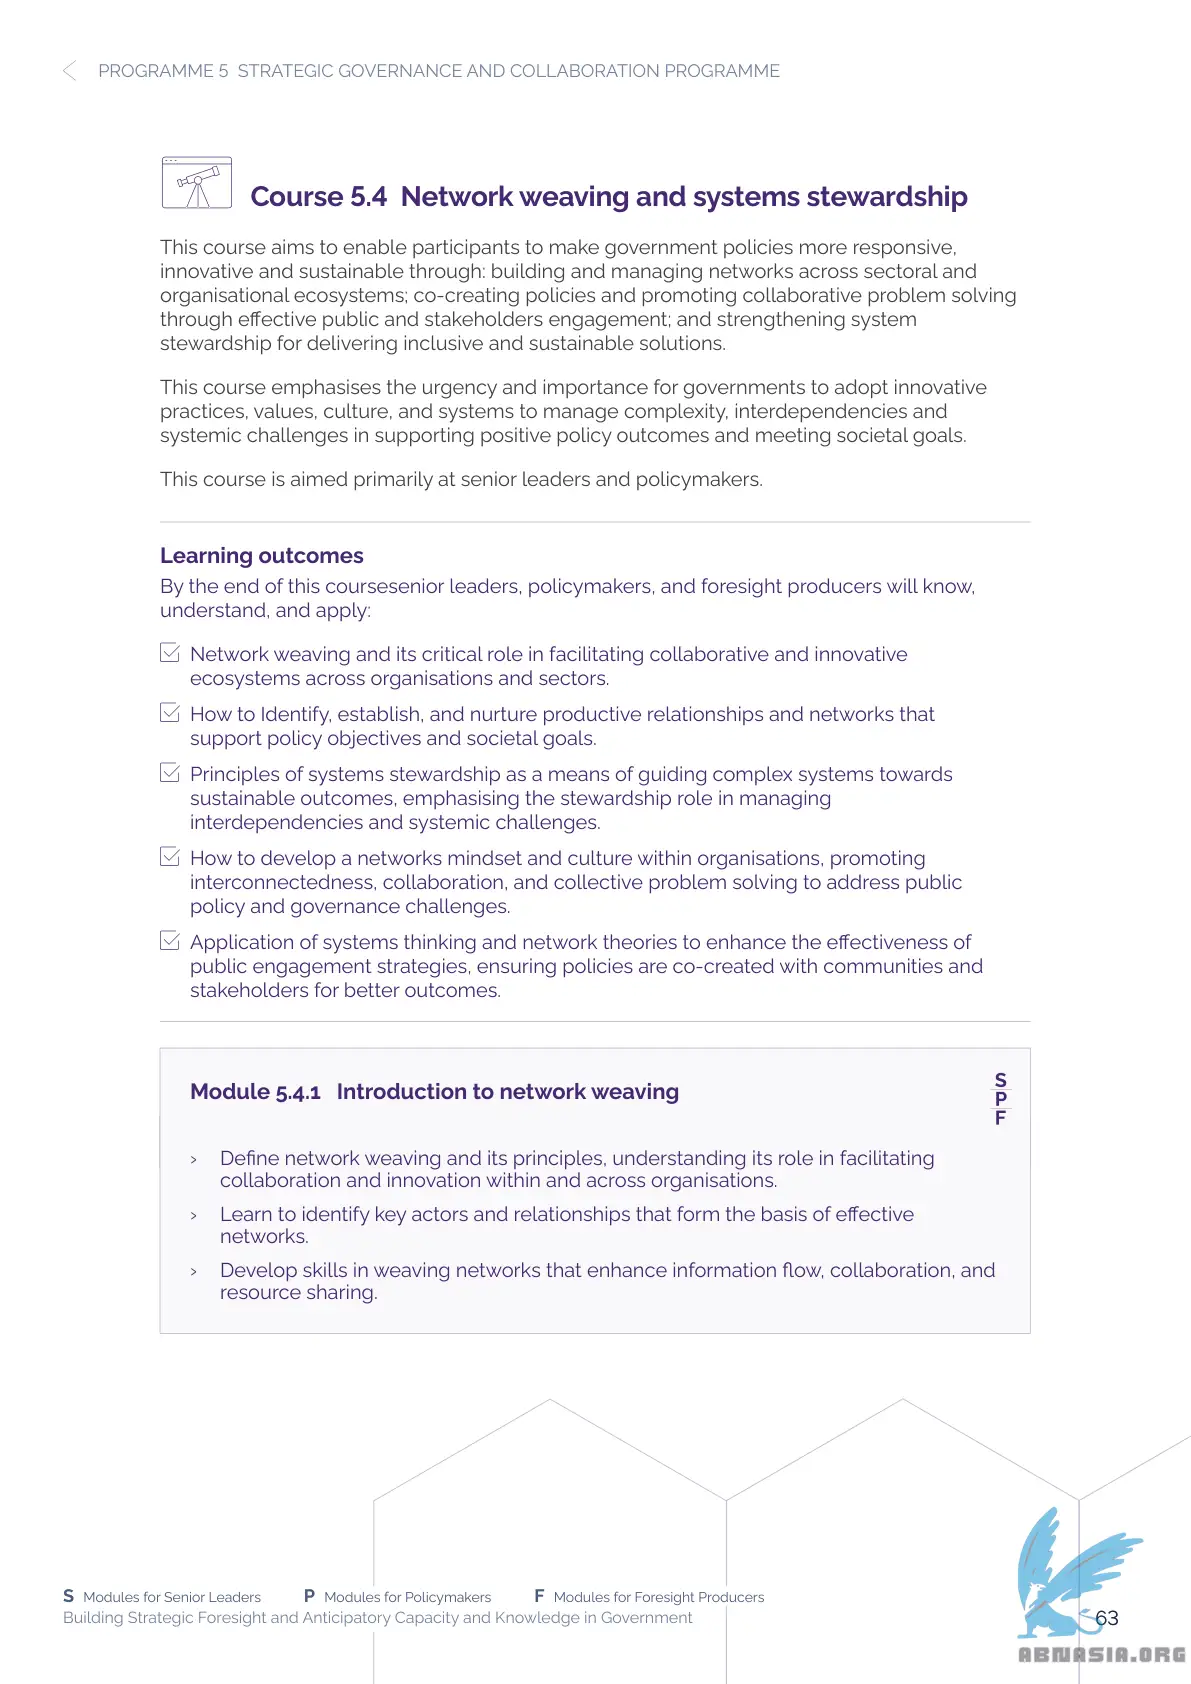 PROGRAMME 5 STRATEGIC GOVERNANCE AND COLLABORATION PROGRAMME
Course 5.4 Network weaving and systems stewardship
This course aims to enable participants to make government policies more responsive,
innovative and sustainable through: building and managing networks across sectoral and
organisational ecosystems; co-creating policies and promoting collaborative problem solving
through effective public and stakeholders engagement; and strengthening system
stewardship for delivering inclusive and sustainable solutions.
This course emphasises the urgency and importance for governments to adopt innovative
practices, values, culture, and systems to manage complexity, interdependencies and
systemic challenges in supporting positive policy outcomes and meeting societal goals.
This course is aimed primarily at senior leaders and policymakers.
Learning outcomes
By the end of this coursesenior leaders, policymakers, and foresight producers will know,
understand, and apply:
Network weaving and its critical role in facilitating collaborative and innovative
ecosystems across organisations and sectors.
How to Identify, establish, and nurture productive relationships and networks that
support policy objectives and societal goals.
Principles of systems stewardship as a means of guiding complex systems towards
sustainable outcomes, emphasising the stewardship role in managing
interdependencies and systemic challenges.
How to develop a networks mindset and culture within organisations, promoting
interconnectedness, collaboration, and collective problem solving to address public
policy and governance challenges.
Application of systems thinking and network theories to enhance the effectiveness of
public engagement strategies, ensuring policies are co-created with communities and
stakeholders for better outcomes.
Module 5.4.1 Introduction to network weaving
S
P
F
> Define network weaving and its principles, understanding its role in facilitating
collaboration and innovation within and across organisations.
> Learn to identify key actors and relationships that form the basis of effective
networks.
> Develop skills in weaving networks that enhance information flow, collaboration, and
resource sharing.
S Modules for Senior Leaders P Modules for Policymakers F Modules for Foresight Producers
Building Strategic Foresight and Anticipatory Capacity and Knowledge in Government
63
ABNASIA.ORG